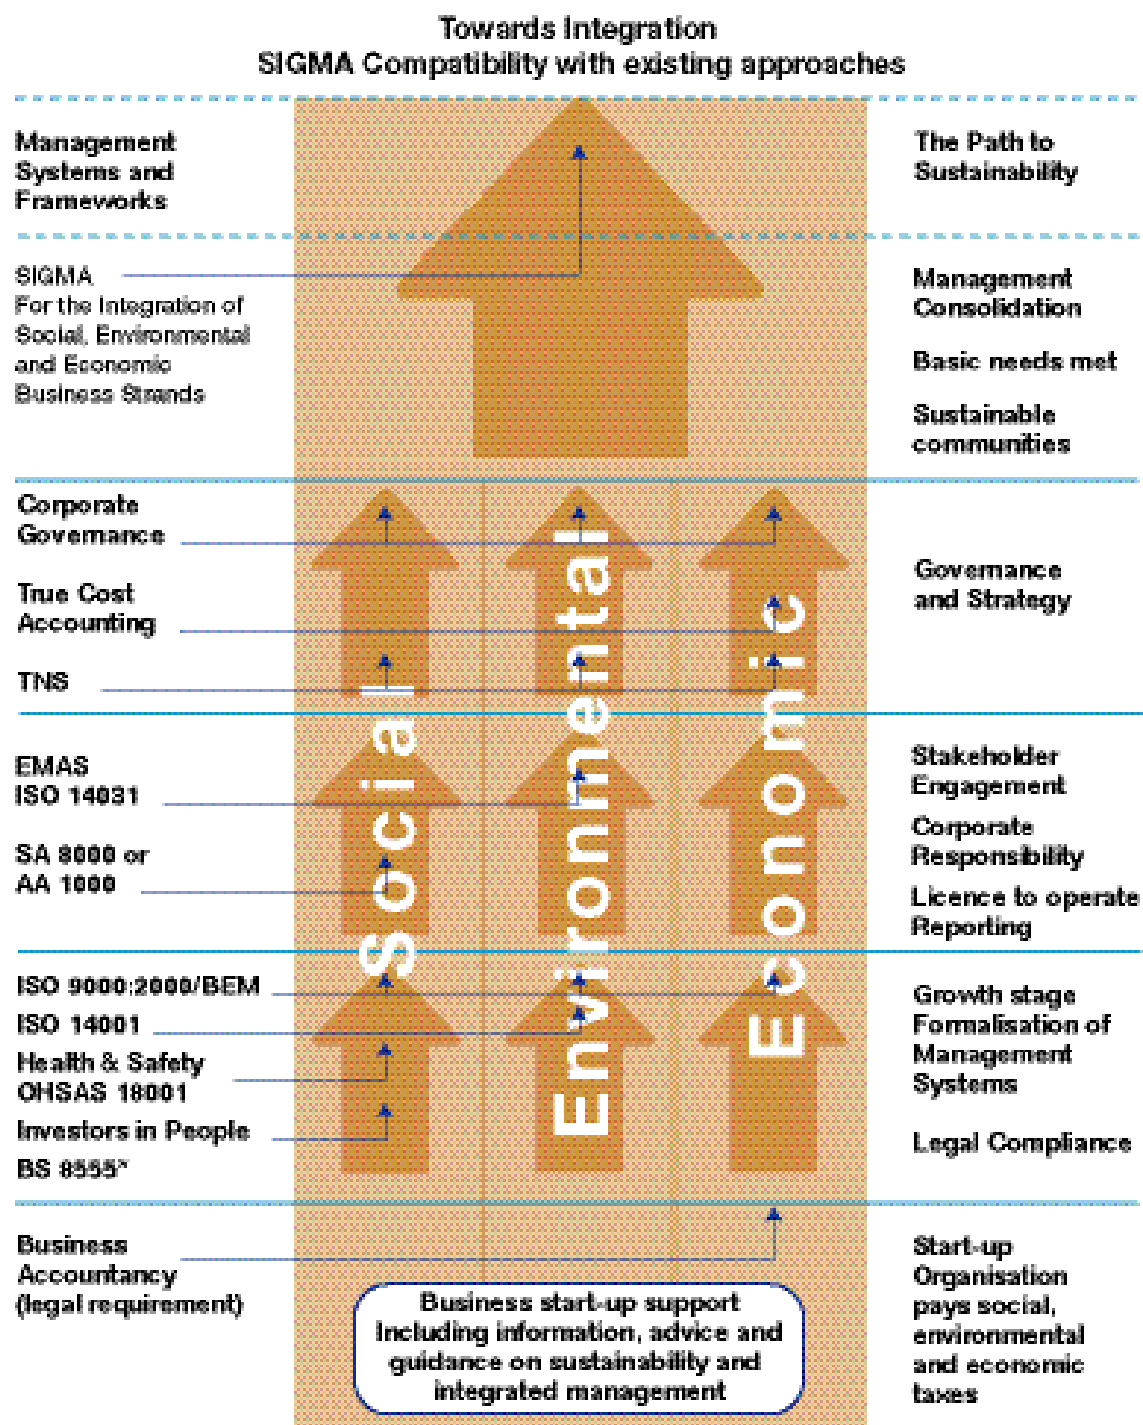 Towards Integration
SIGMA Compatibility with existing approaches
Management
Systems and
Frameworks
The Path to
Sustainability
SIGMA
For the Integration of
Social, Environmental
and Economic
Business Strands
Management
Consolidation
Basic needs met
Sustainable
communities
Corporate
Governance
True Cost
Accounting
TNS
Governance
and Strategy
EMAS
ISO 14031
SA 8000 or
AA 1000
Stakeholder
Engagement
Corporate
Responsibility
Licence to operate
Reporting
Social
Environmental
Economic
ISO 9000:2000/BEM
ISO 14001
Health & Safety
OHSAS 18001
Investors in People
BS 8555*
Growth stage
Formalisation of
Management
Systems
Legal Compliance
Business
Accountancy
(legal requirement)
Business start-up support
Including information, advice and
guidance on sustainability and
integrated management
Start-up
Organisation
pays social,
environmental
and economic
taxes